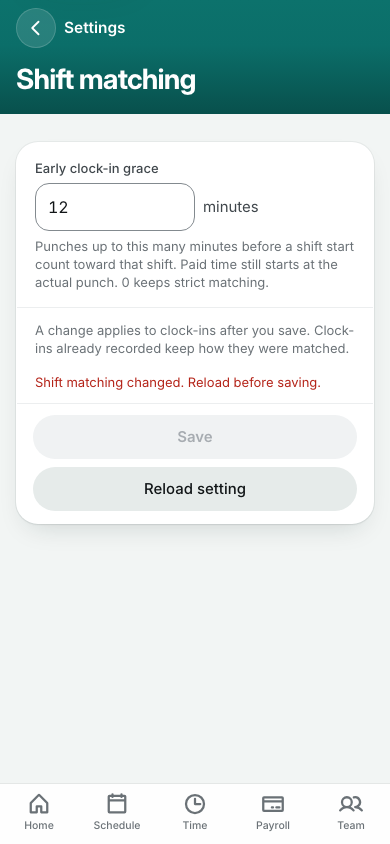 Settings
Shift matching
Early clock-in grace
12
minutes
Punches up to this many minutes before a shift start
count toward that shift. Paid time still starts at the
actual punch. 0 keeps strict matching.
A change applies to clock-ins after you save. Clock-
ins already recorded keep how they were matched.
Shift matching changed. Reload before saving.
Save
Reload setting
Home
Schedule
Time
Payroll
Team